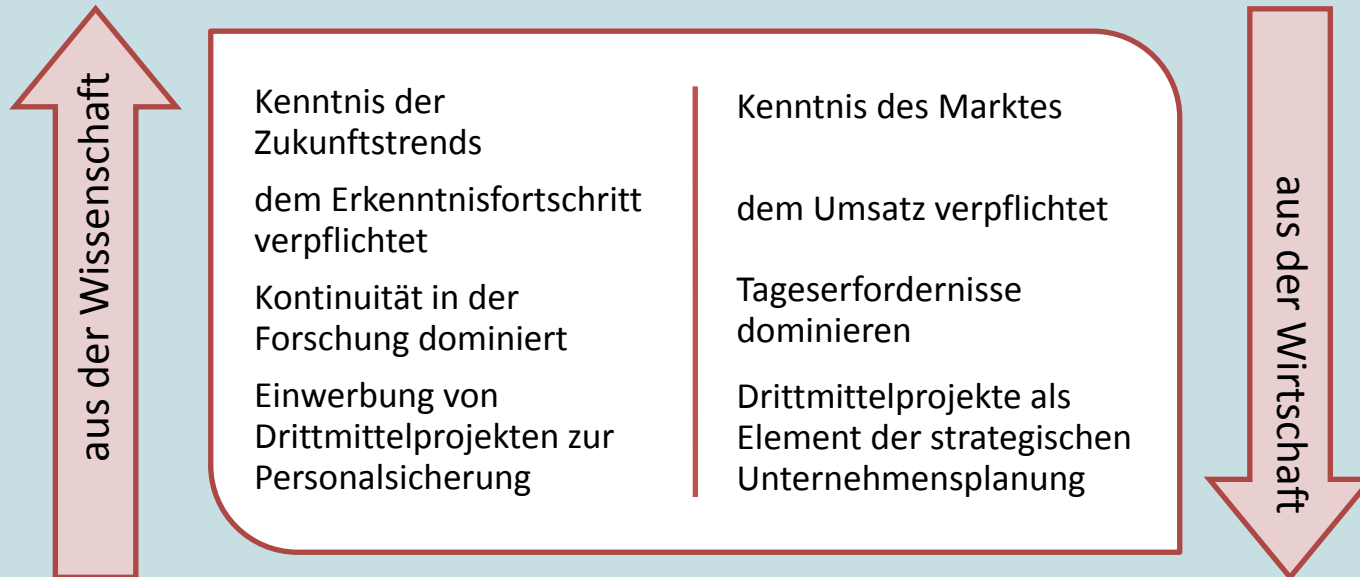 aus der Wissenschaft
Kenntnis der
Zukunftstrends
dem Erkenntnisfortschritt
verpflichtet
Kontinuität in der
Forschung dominiert
Einwerbung von
Drittmittelprojekten zur
Personalsicherung
Kenntnis des Marktes
dem Umsatz verpflichtet
Tageserfordernisse
dominieren
Drittmittelprojekte als
Element der strategischen
Unternehmensplanung
aus der Wirtschaft